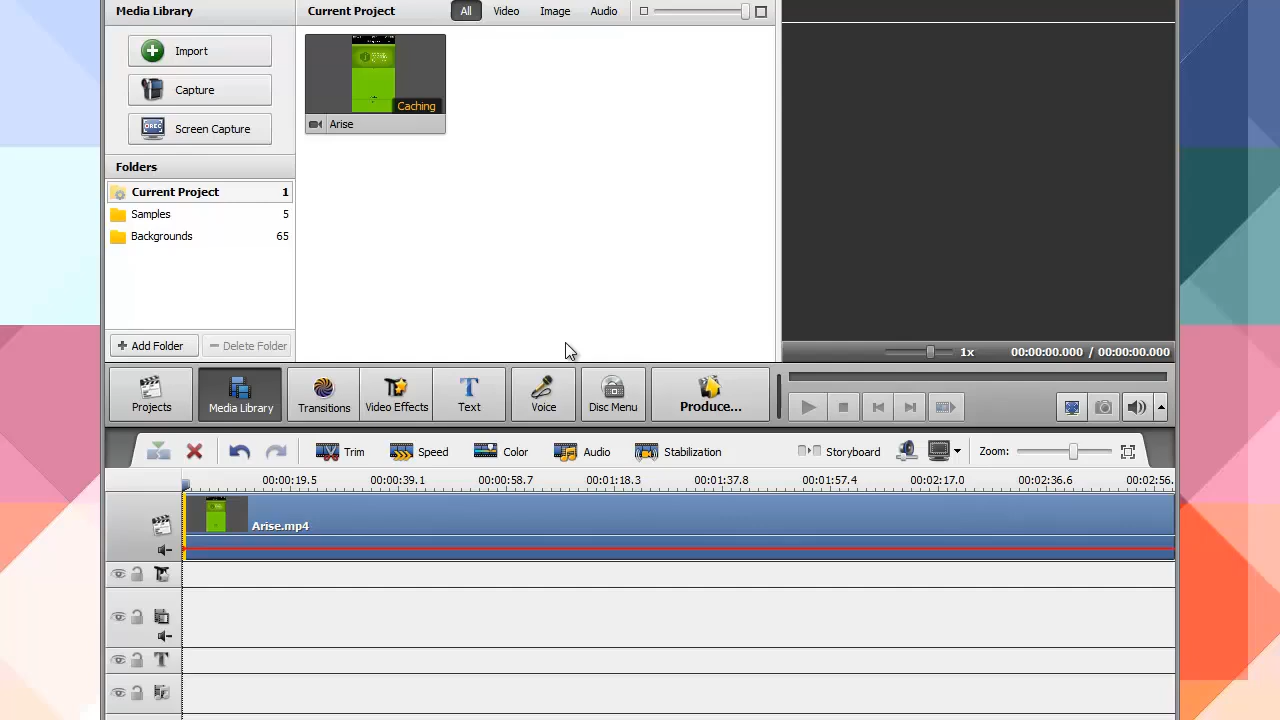 Media Library
Current Project
All
Video
Image
Audio
Import
Capture
Screen Capture
Caching
Arise
Folders
Current Project 1
Samples 5
Backgrounds 65
Add Folder
Delete Folder
1x
00:00:00.000 / 00:00:00.000
Projects
Media Library
Transitions
Video Effects
Text
Voice
Disc Menu
Produce...
Trim
Speed
Color
Audio
Stabilization
Storyboard
Zoom:
00:00:19.5 00:00:39.1 00:00:58.7 00:01:18.3 00:01:37.8 00:01:57.4 00:02:17.0 00:02:36.6 00:02:56.
Arise.mp4